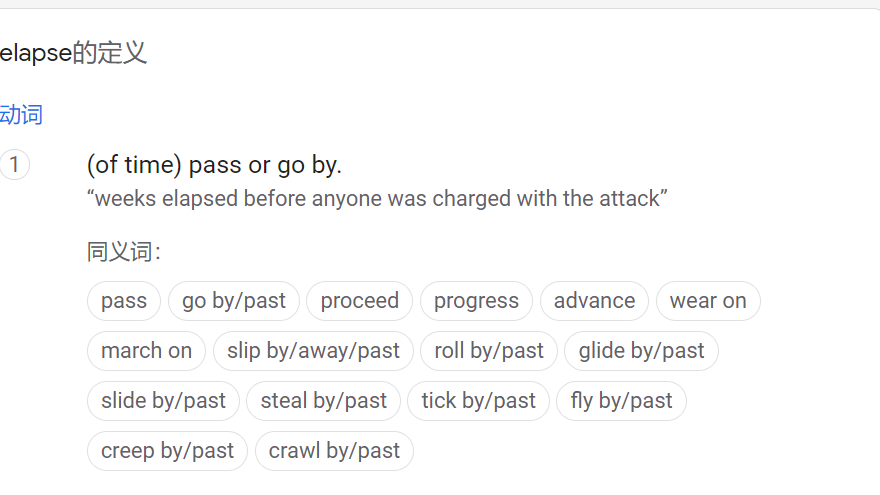 elapse的定义
动词
1 (of time) pass or go by.
“weeks elapsed before anyone was charged with the attack”
同义词：
pass go by/past proceed progress advance wear on
march on slip by/away/past roll by/past glide by/past
slide by/past steal by/past tick by/past fly by/past
creep by/past crawl by/past